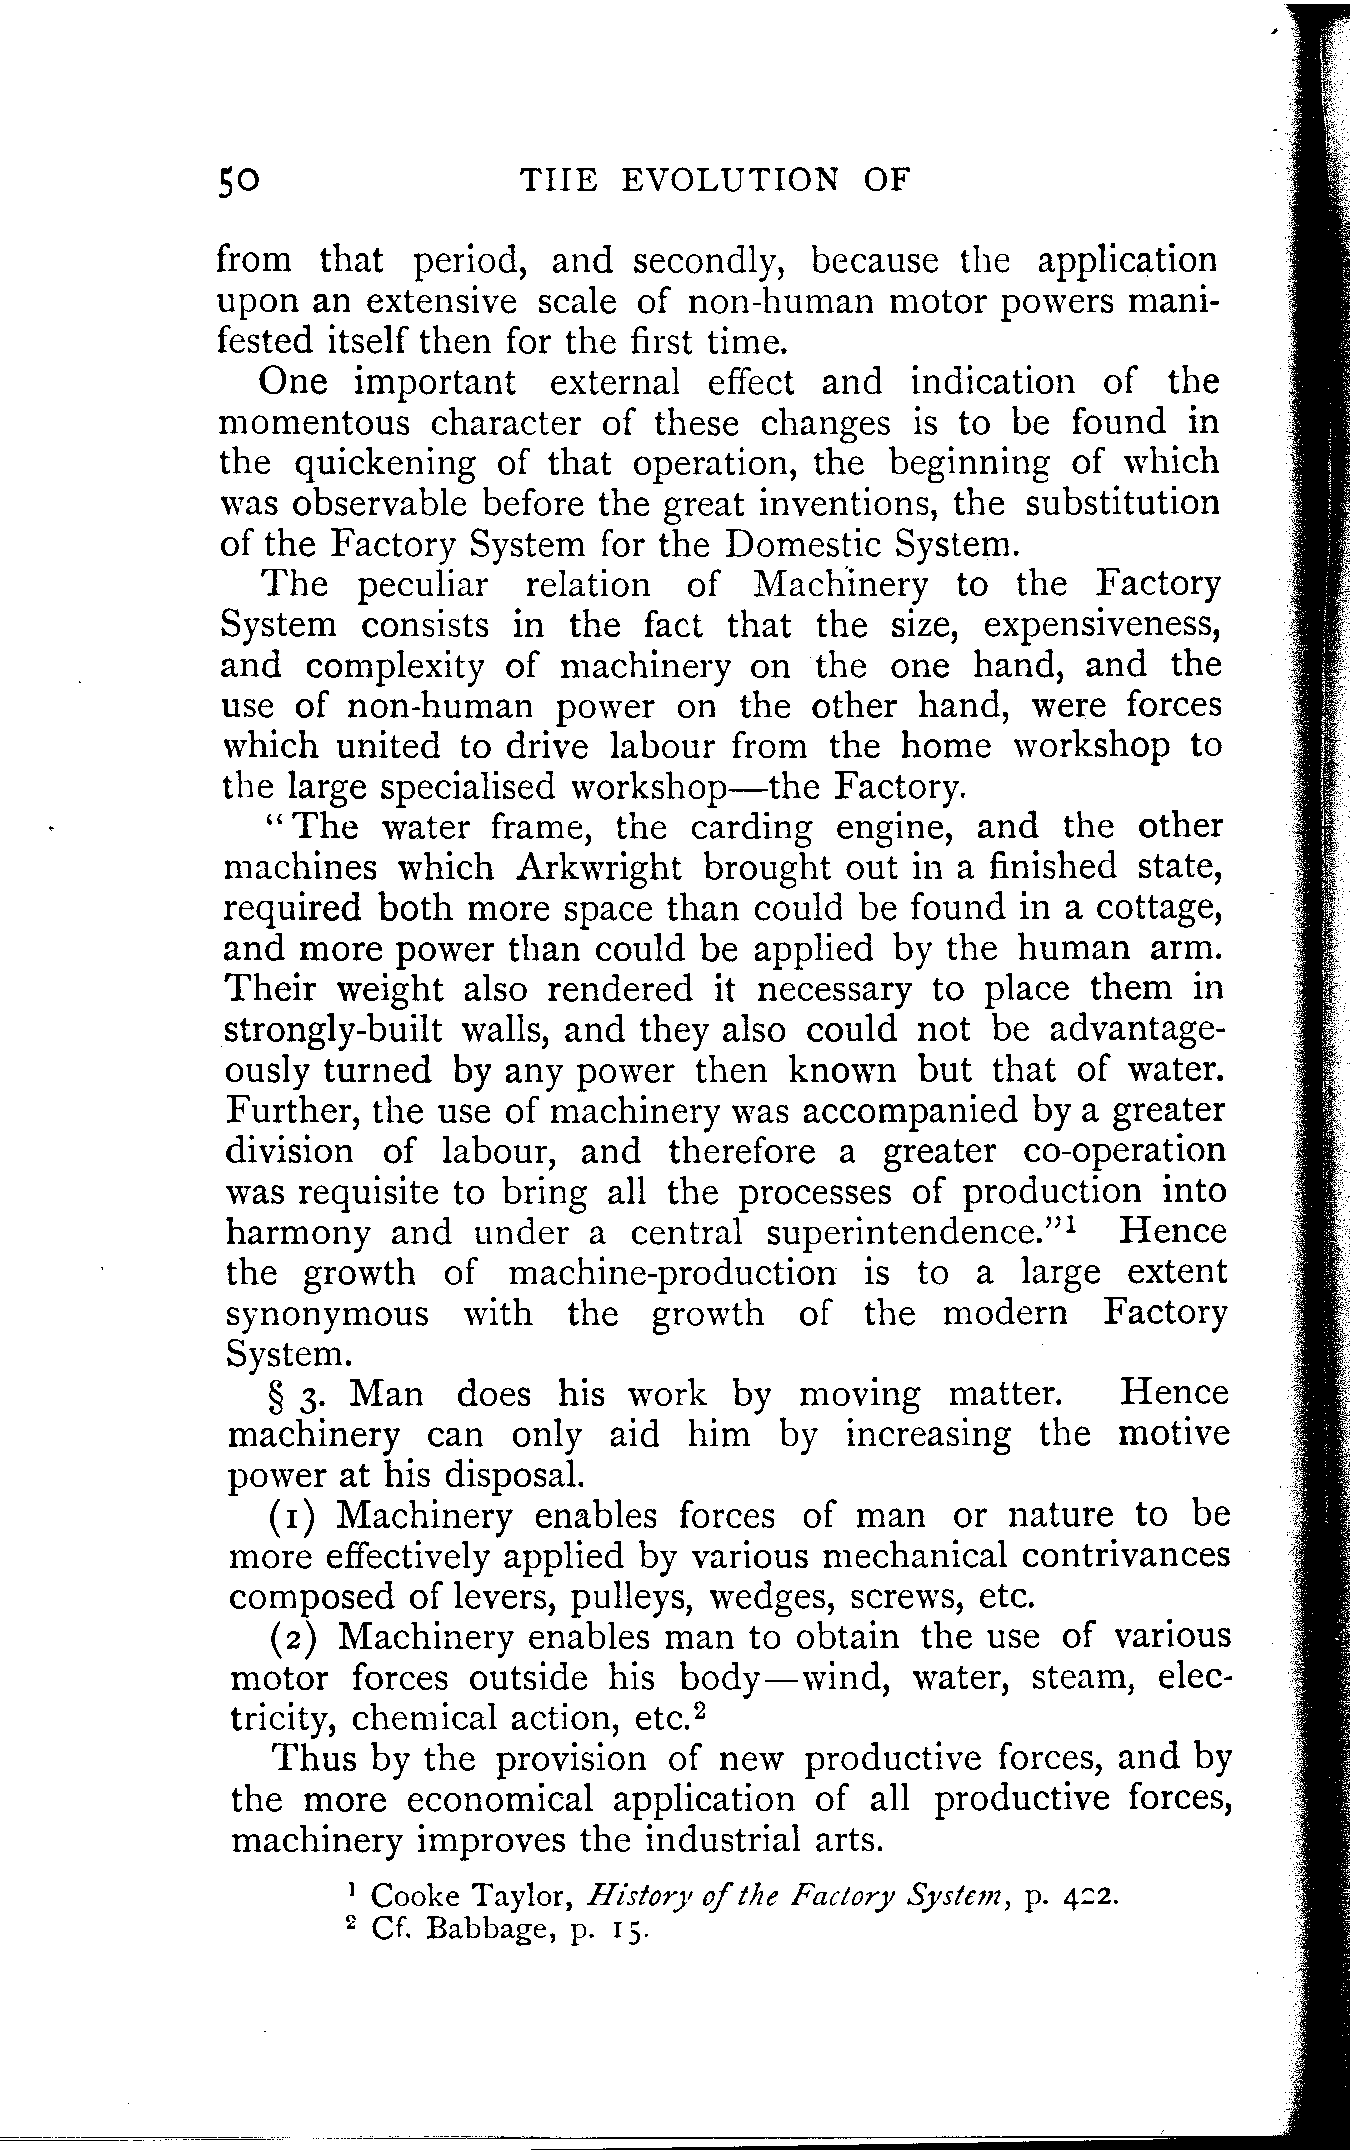 50 THE EVOLUTION OF
from that period, and secondly, because the application
upon an extensive scale of non-human motor powers mani-
fested itself then for the first time.
One important external effect and indication of the
momentous character of these changes is to be found in
the quickening of that operation, the beginning of which
was observable before the great inventions, the substitution
of the Factory System for the Domestic System.
The peculiar relation of Machinery to the Factory
System consists in the fact that the size, expensiveness,
and complexity of machinery on the one hand, and the
use of non-human power on the other hand, were forces
which united to drive labour from the home workshop to
the large specialised workshop—the Factory.
“The water frame, the carding engine, and the other
machines which Arkwright brought out in a finished state,
required both more space than could be found in a cottage,
and more power than could be applied by the human arm.
Their weight also rendered it necessary to place them in
strongly-built walls, and they also could not be advantage-
ously turned by any power then known but that of water.
Further, the use of machinery was accompanied by a greater
division of labour, and therefore a greater co-operation
was requisite to bring all the processes of production into
harmony and under a central superintendence.”¹ Hence
the growth of machine-production is to a large extent
synonymous with the growth of the modern Factory
System.
§ 3. Man does his work by moving matter. Hence
machinery can only aid him by increasing the motive
power at his disposal.
(1) Machinery enables forces of man or nature to be
more effectively applied by various mechanical contrivances
composed of levers, pulleys, wedges, screws, etc.
(2) Machinery enables man to obtain the use of various
motor forces outside his body—wind, water, steam, elec-
tricity, chemical action, etc.²
Thus by the provision of new productive forces, and by
the more economical application of all productive forces,
machinery improves the industrial arts.
¹ Cooke Taylor, History of the Factory System, p. 422.
² Cf. Babbage, p. 15.